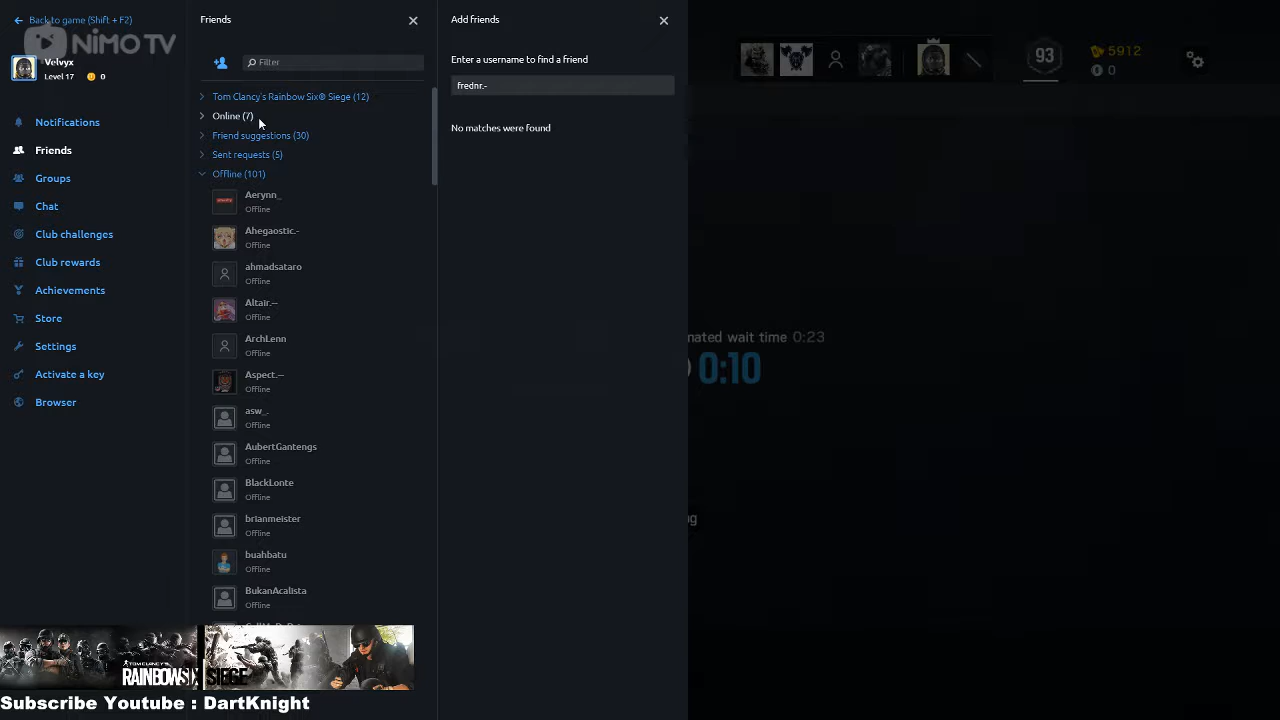 Back to game (Shift + F2)
NIMO TV
Velvyx
Level 17 0
Notifications
Friends
Groups
Chat
Club challenges
Club rewards
Achievements
Store
Settings
Activate a key
Browser
Friends
Filter
Tom Clancy's Rainbow Six® Siege (12)
Online (7)
Friend suggestions (30)
Sent requests (5)
Offline (101)
Aerynn_
Offline
Ahegaostic.-
Offline
ahmadsataro
Offline
Altair.--
Offline
ArchLenn
Offline
Aspect.--
Offline
asw_.
Offline
AubertGantengs
Offline
BlackLonte
Offline
brianmeister
Offline
buahbatu
Offline
BukanAcalista
Offline
Add friends
Enter a username to find a friend
frednr.-
No matches were found
93
5912
0
mated wait time 0:23
0:10
TOM CLANCY'S
RAINBOW SIX SIEGE
Subscribe Youtube : DartKnight